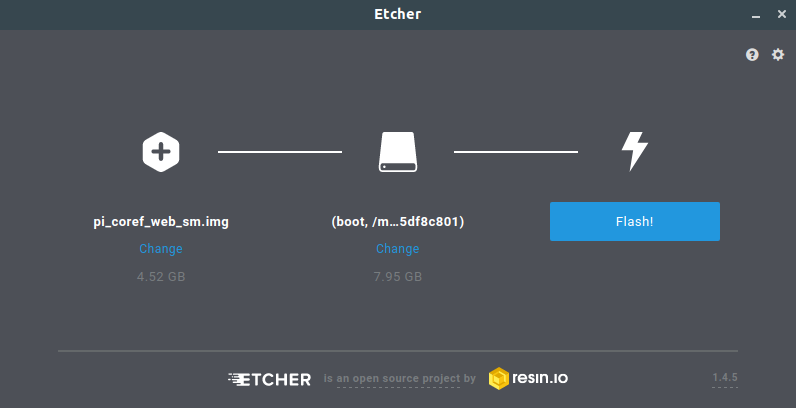 Etcher
pi_coref_web_sm.img
(boot, /m...5df8c801)
Flash!
Change
Change
4.52 GB
7.95 GB
ETCHER is an open source project by resin.io
1.4.5